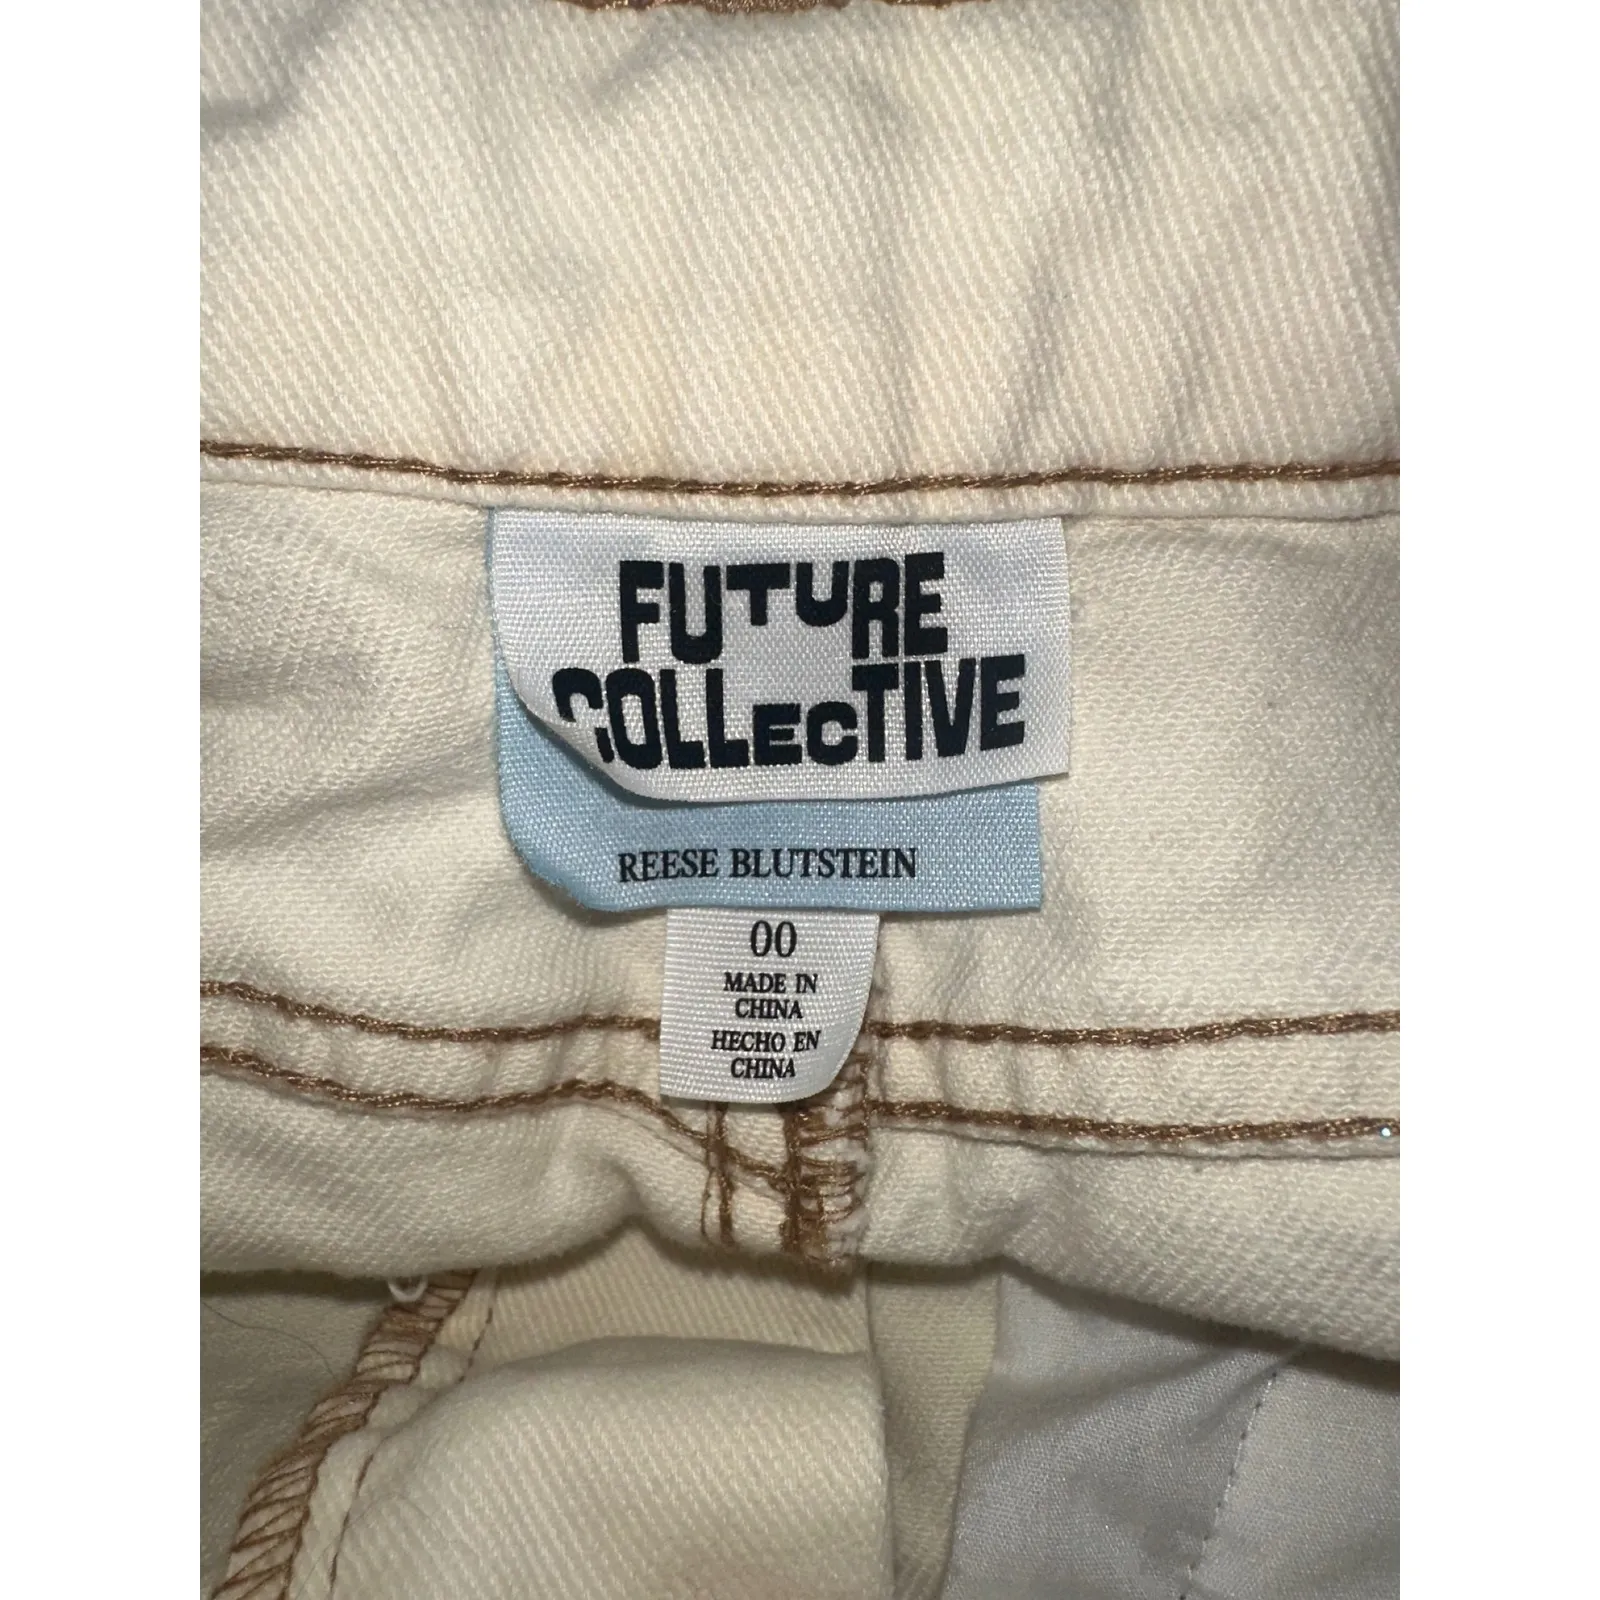 FUTURE
COLLECTIVE
REESE BLUTSTEIN
00
MADE IN
CHINA
HECHO EN
CHINA